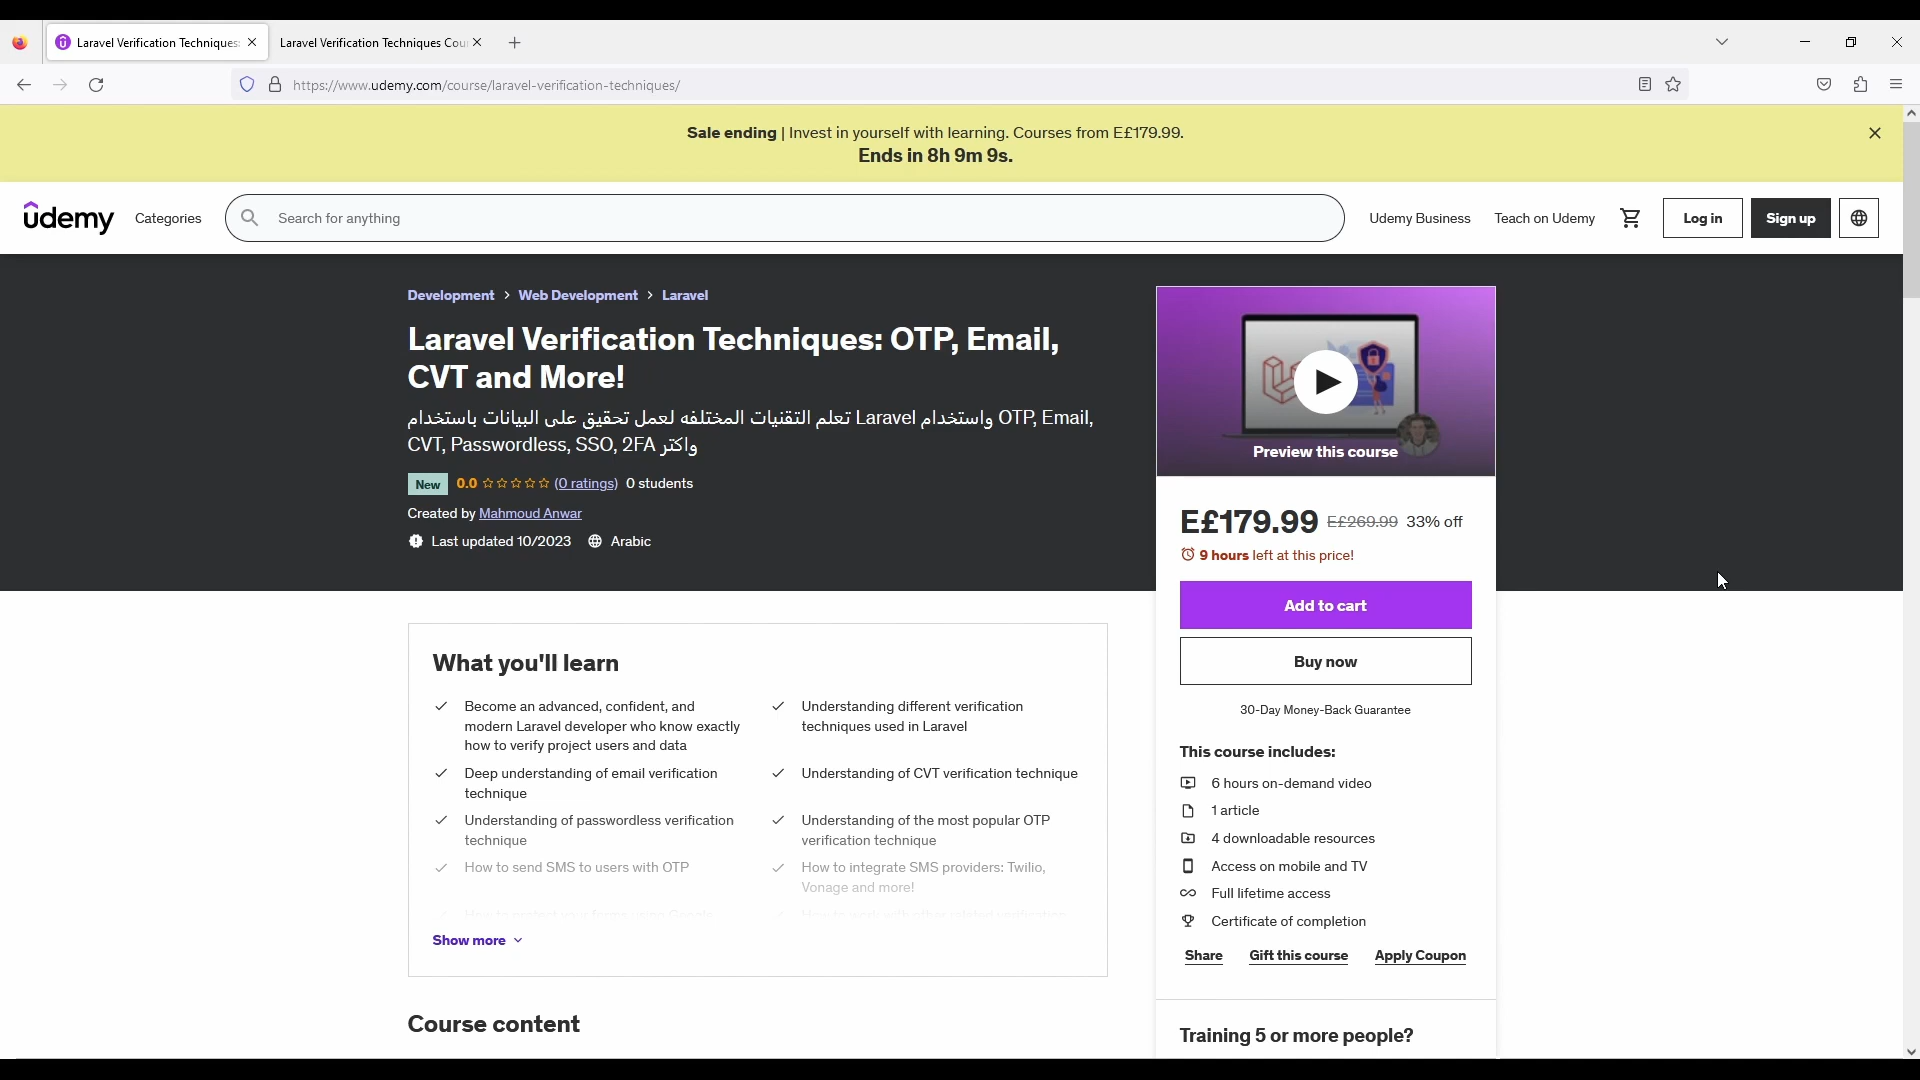 Laravel Verification Techniques:
Laravel Verification Techniques Cou
https://www.udemy.com/course/laravel-verification-techniques/
Sale ending | Invest in yourself with learning. Courses from E£179.99.
Ends in 8h 9m 9s.
udemy
Categories
Search for anything
Udemy Business
Teach on Udemy
Log in
Sign up
Development > Web Development > Laravel
Laravel Verification Techniques: OTP, Email,
CVT and More!
تعلم التقنيات المختلفه لعمل تحقيق على البيانات باستخدام Laravel واستخدام OTP, Email,
CVT, Passwordless, SSO, 2FA واكتر
New 0.0 (0 ratings) 0 students
Created by Mahmoud Anwar
Last updated 10/2023 Arabic
Preview this course
E£179.99 E£269.99 33% off
9 hours left at this price!
Add to cart
Buy now
30-Day Money-Back Guarantee
This course includes:
6 hours on-demand video
1 article
4 downloadable resources
Access on mobile and TV
Full lifetime access
Certificate of completion
Share Gift this course Apply Coupon
Training 5 or more people?
What you'll learn
Become an advanced, confident, and
modern Laravel developer who know exactly
how to verify project users and data
Understanding different verification
techniques used in Laravel
Deep understanding of email verification
technique
Understanding of CVT verification technique
Understanding of passwordless verification
technique
Understanding of the most popular OTP
verification technique
How to send SMS to users with OTP
How to integrate SMS providers: Twilio,
Vonage and more!
Show more
Course content